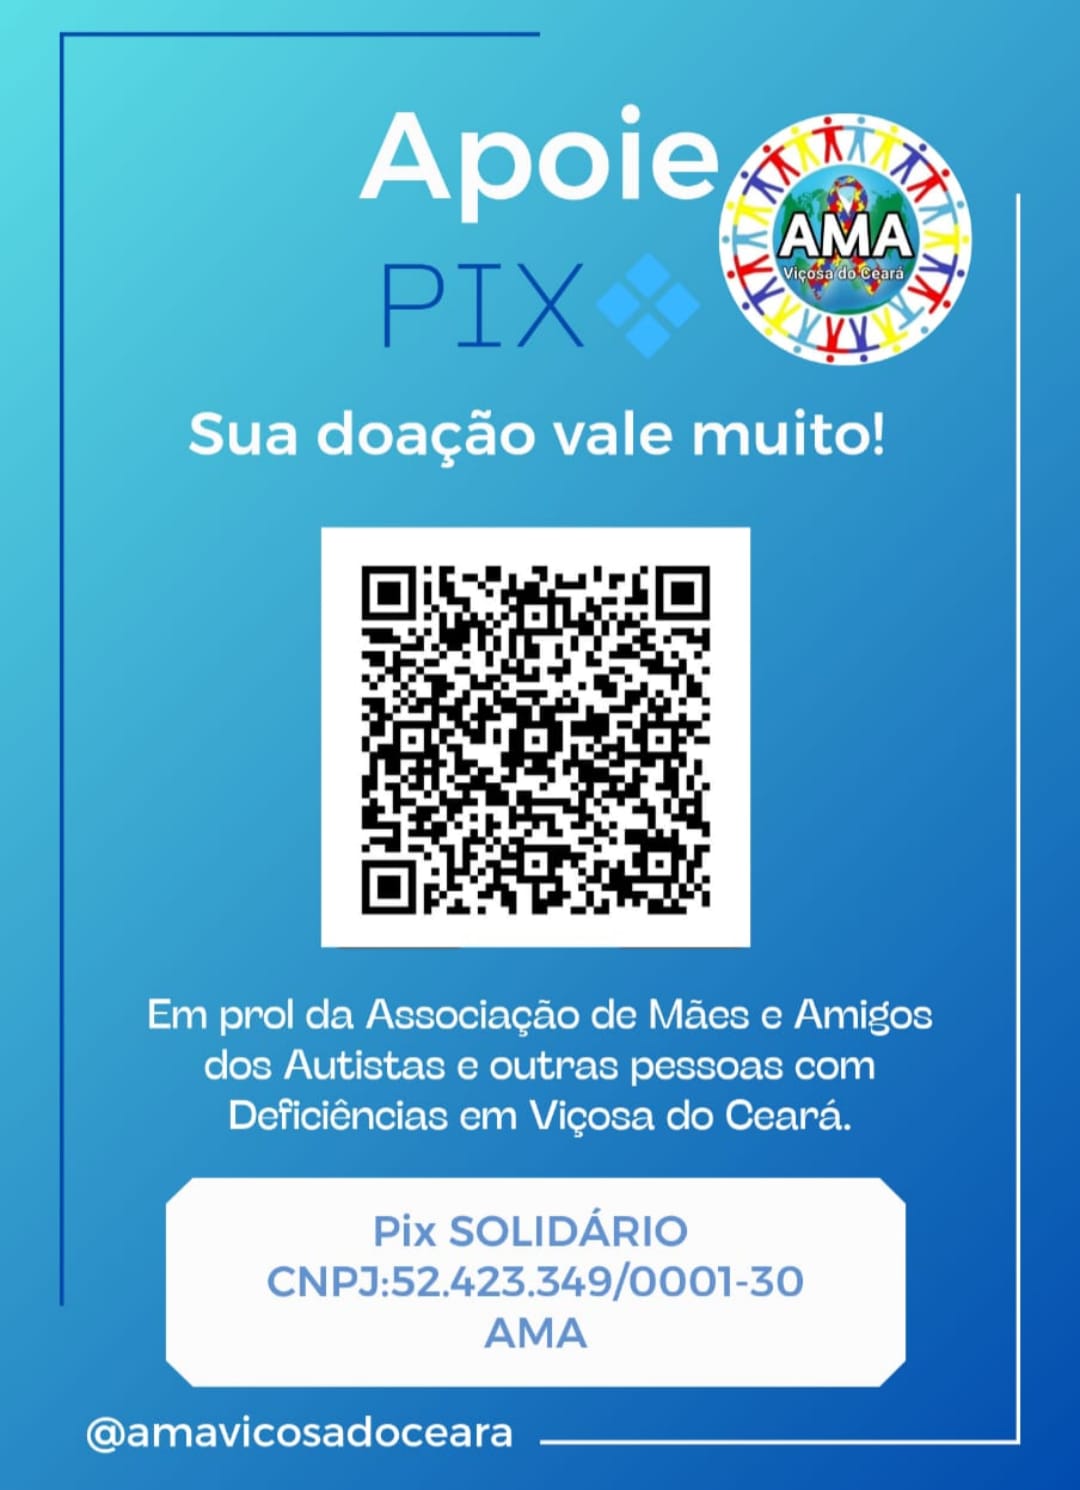 Apoie
AMA
Viçosa do Ceará
PIX
Sua doação vale muito!
Em prol da Associação de Mães e Amigos
dos Autistas e outras pessoas com
Deficiências em Viçosa do Ceará.
Pix SOLIDÁRIO
CNPJ:52.423.349/0001-30
AMA
@amavicosadoceara